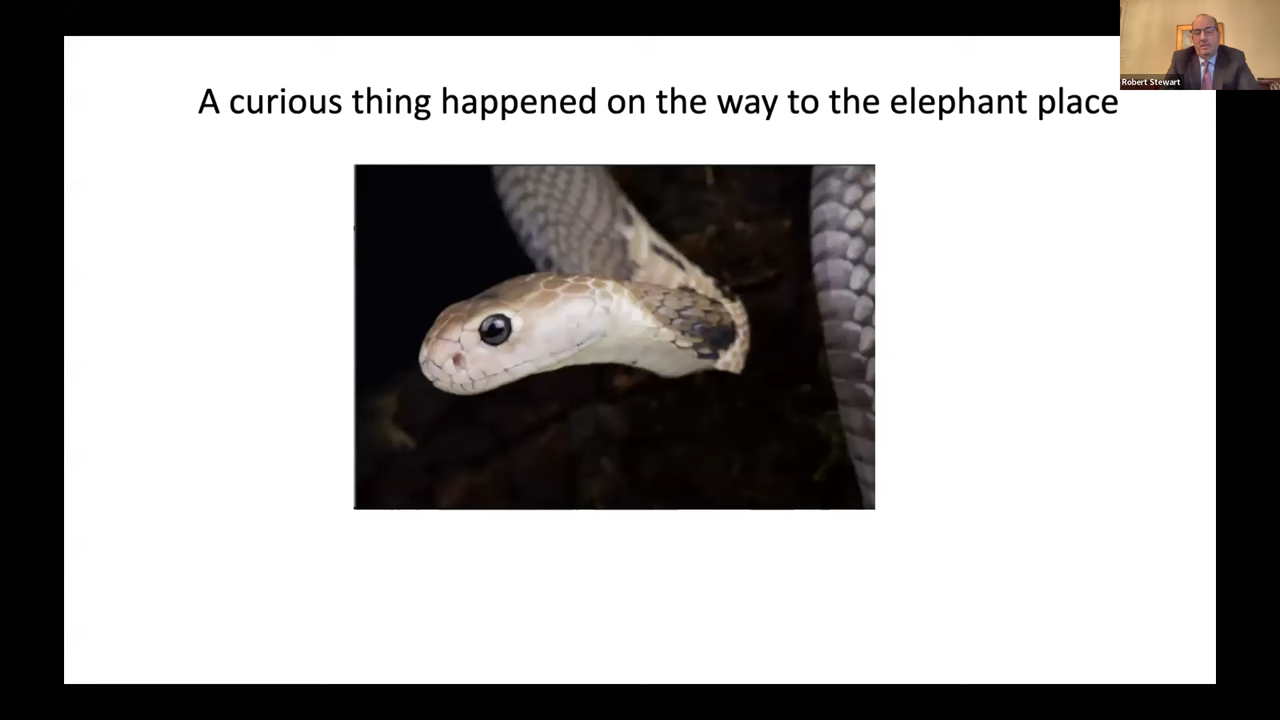 A curious thing happened on the way to the elephant place
Robert Stewart